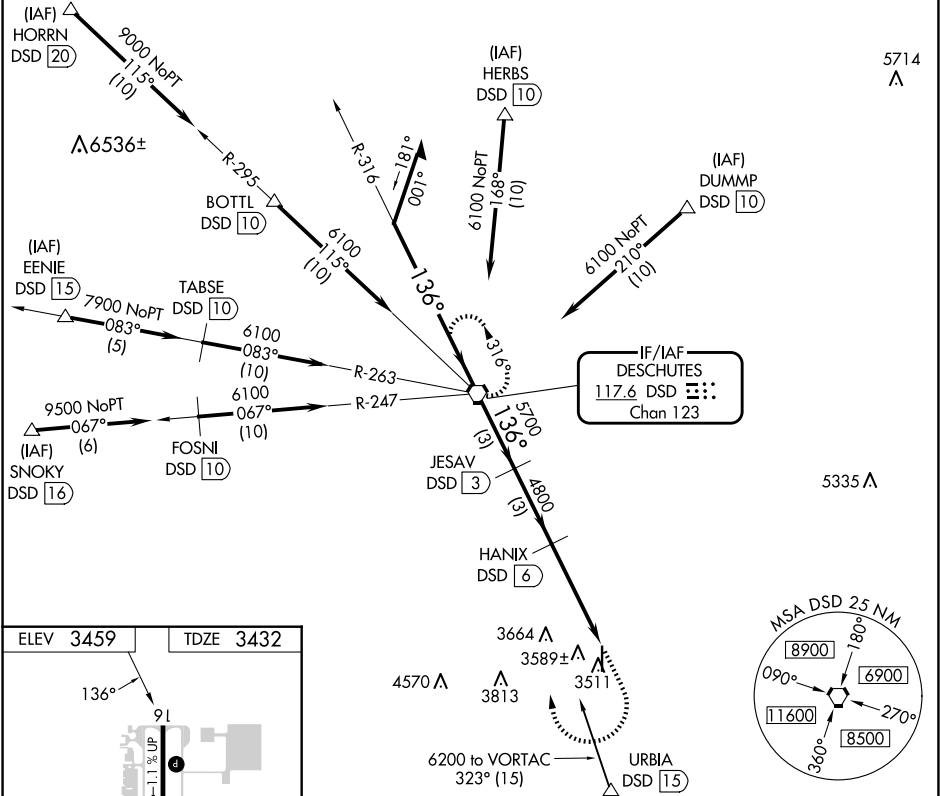 (IAF)
HORRN
DSD 20
9000 NoPT
115°
(10)
6536±
R-295
BOTTL
DSD 10
6100
115°
(10)
R-316
181°
001°
136°
(IAF)
HERBS
DSD 10
6100 NoPT
168°
(10)
5714
(IAF)
DUMMP
DSD 10
6100 NoPT
210°
(10)
(IAF)
EENIE
DSD 15
7900 NoPT
083°
(5)
TABSE
DSD 10
6100
083°
(10)
R-263
316°
IF/IAF
DESCHUTES
117.6 DSD
Chan 123
9500 NoPT
067°
(6)
(IAF)
SNOKY
DSD 16
6100
067°
(10)
R-247
FOSNI
DSD 10
5700
136°
(3)
JESAV
DSD 3
4800
(3)
HANIX
DSD 6
5335
3664
3589±
3511
4570
3813
6200 to VORTAC
323° (15)
URBIA
DSD 15
MSA DSD 25 NM
180°
8900
090°
6900
11600
270°
8500
360°
ELEV 3459
TDZE 3432
136°
16
1.1% UP
P